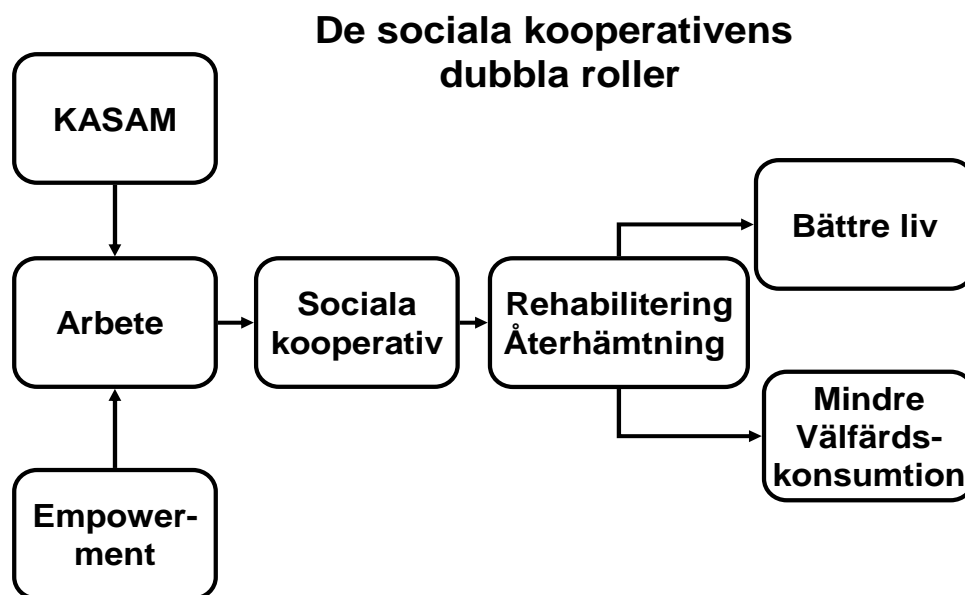 De sociala kooperativens
dubbla roller
KASAM
Arbete
Empower-
ment
Sociala
kooperativ
Rehabilitering
Återhämtning
Bättre liv
Mindre
Välfärds-
konsumtion